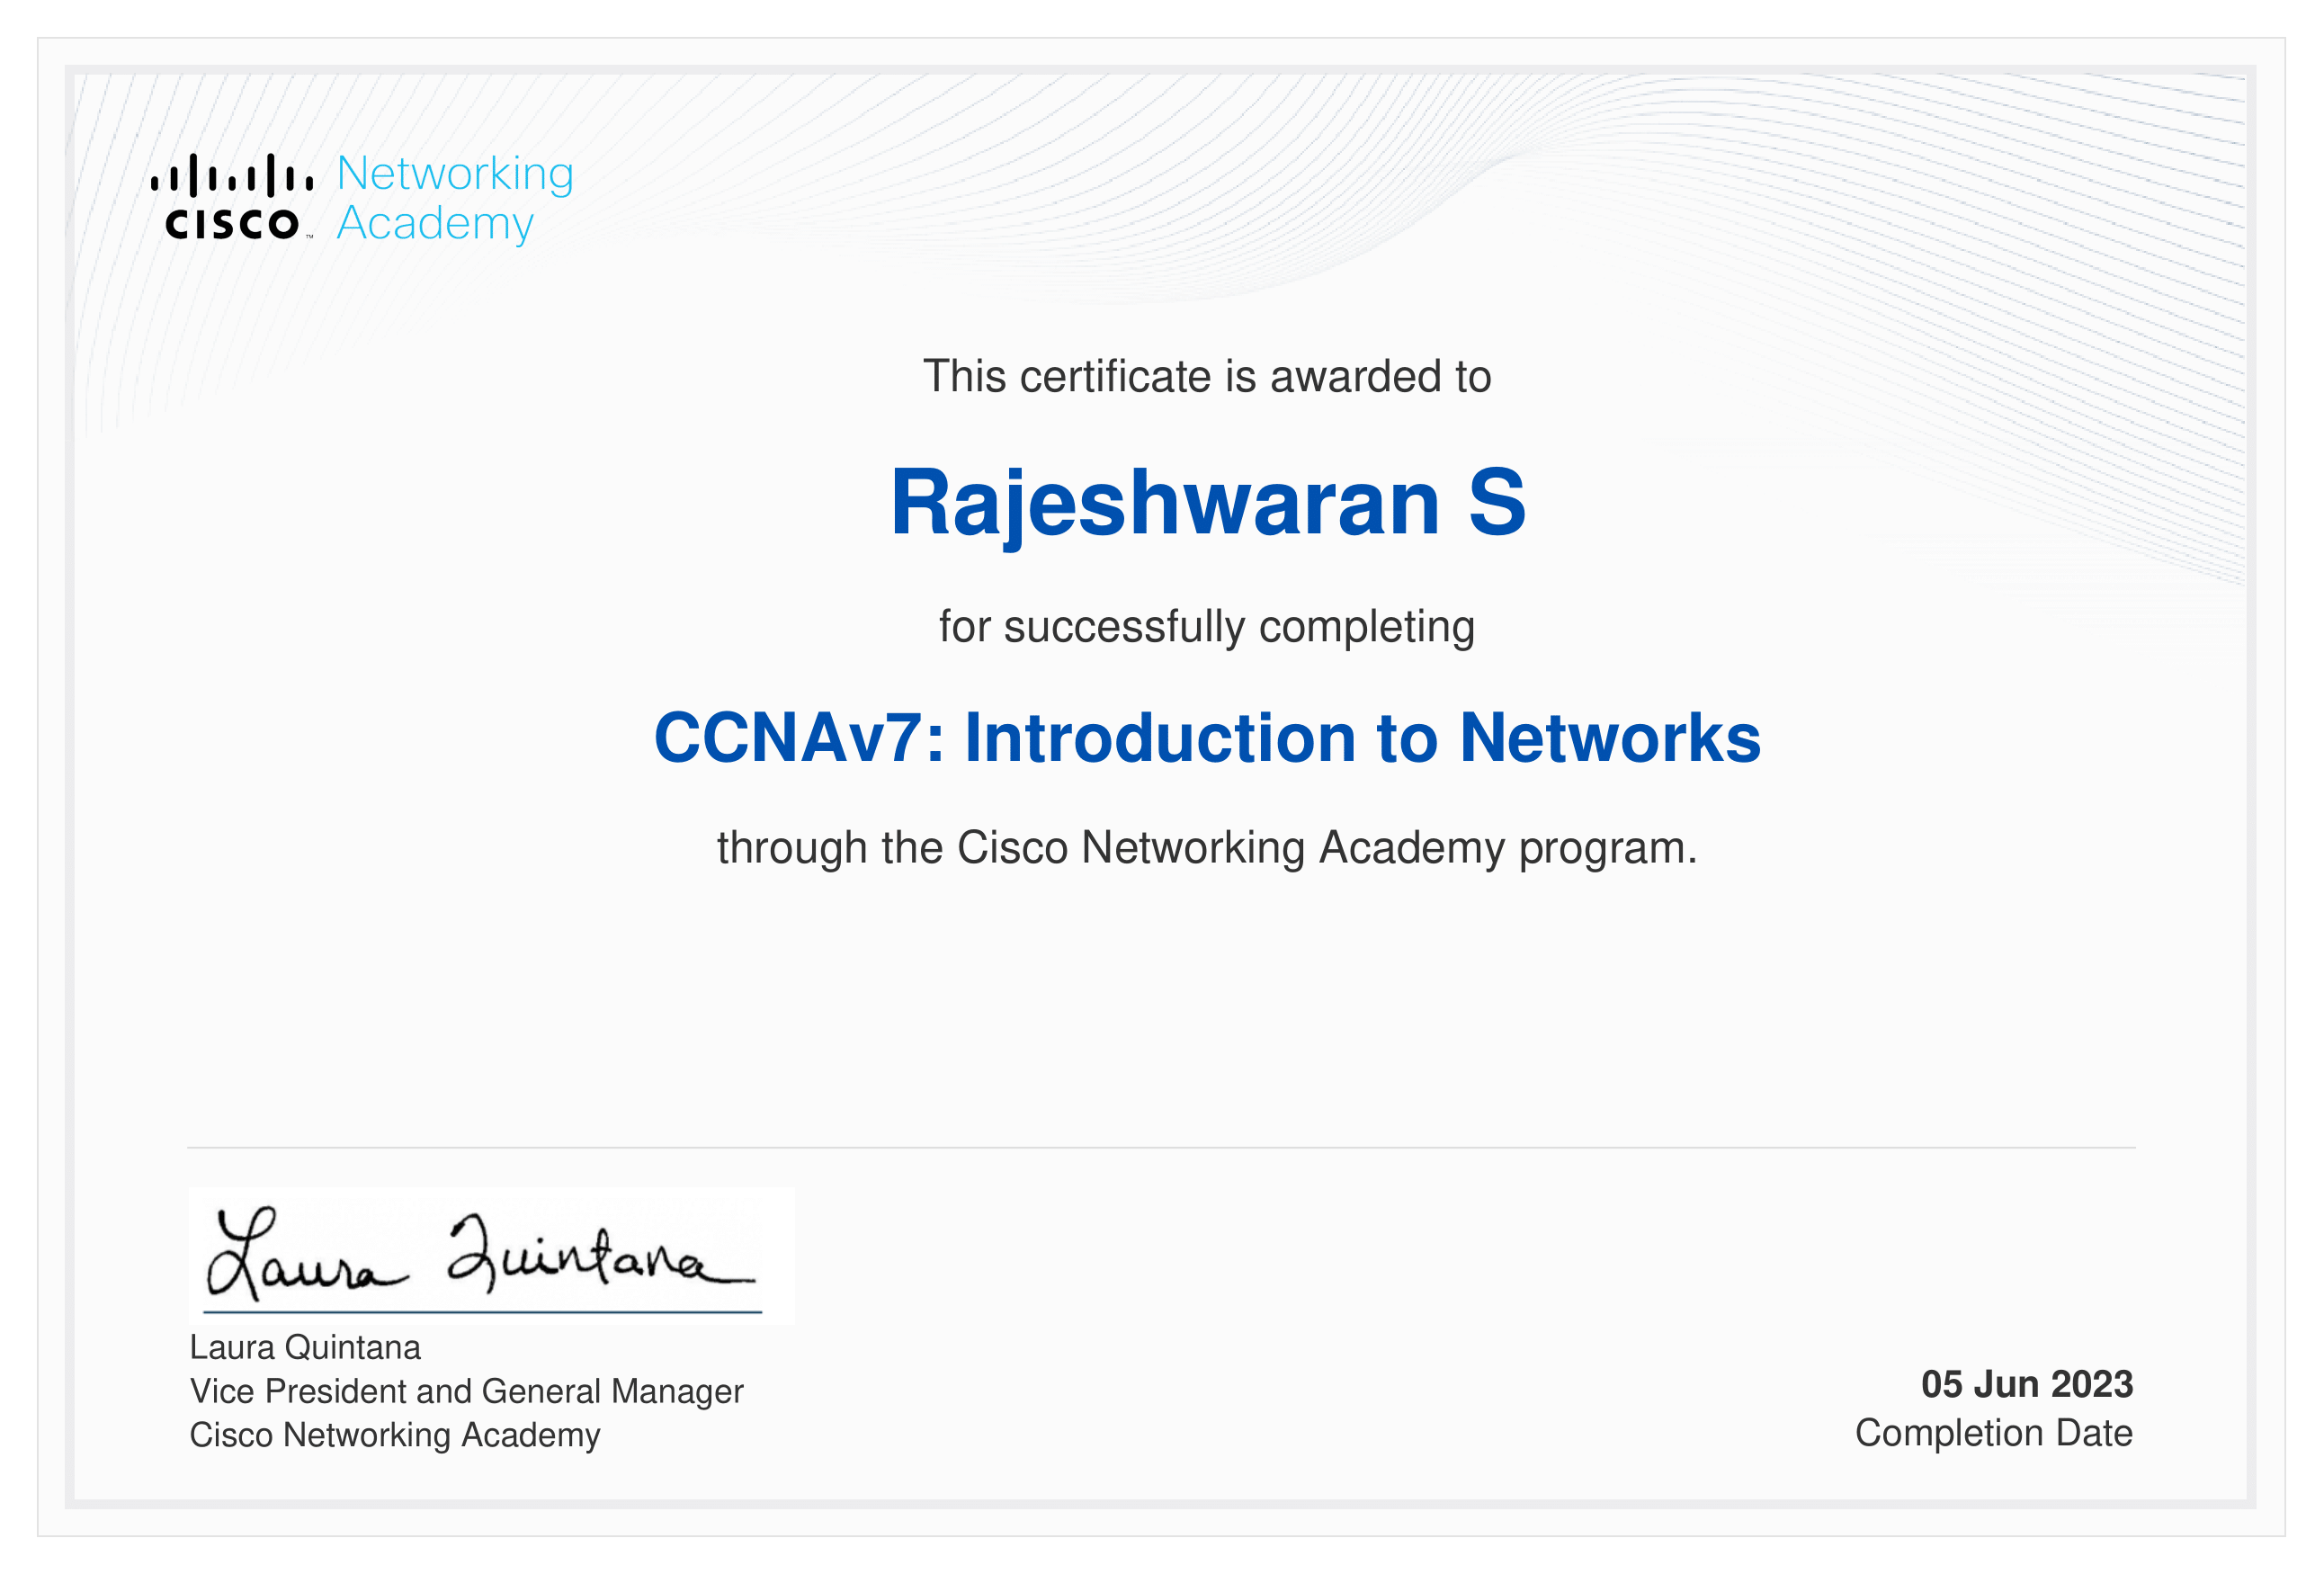 Networking
Academy
CISCO™
This certificate is awarded to
Rajeshwaran S
for successfully completing
CCNAv7: Introduction to Networks
through the Cisco Networking Academy program.
Laura Quintana
Laura Quintana
Vice President and General Manager
Cisco Networking Academy
05 Jun 2023
Completion Date